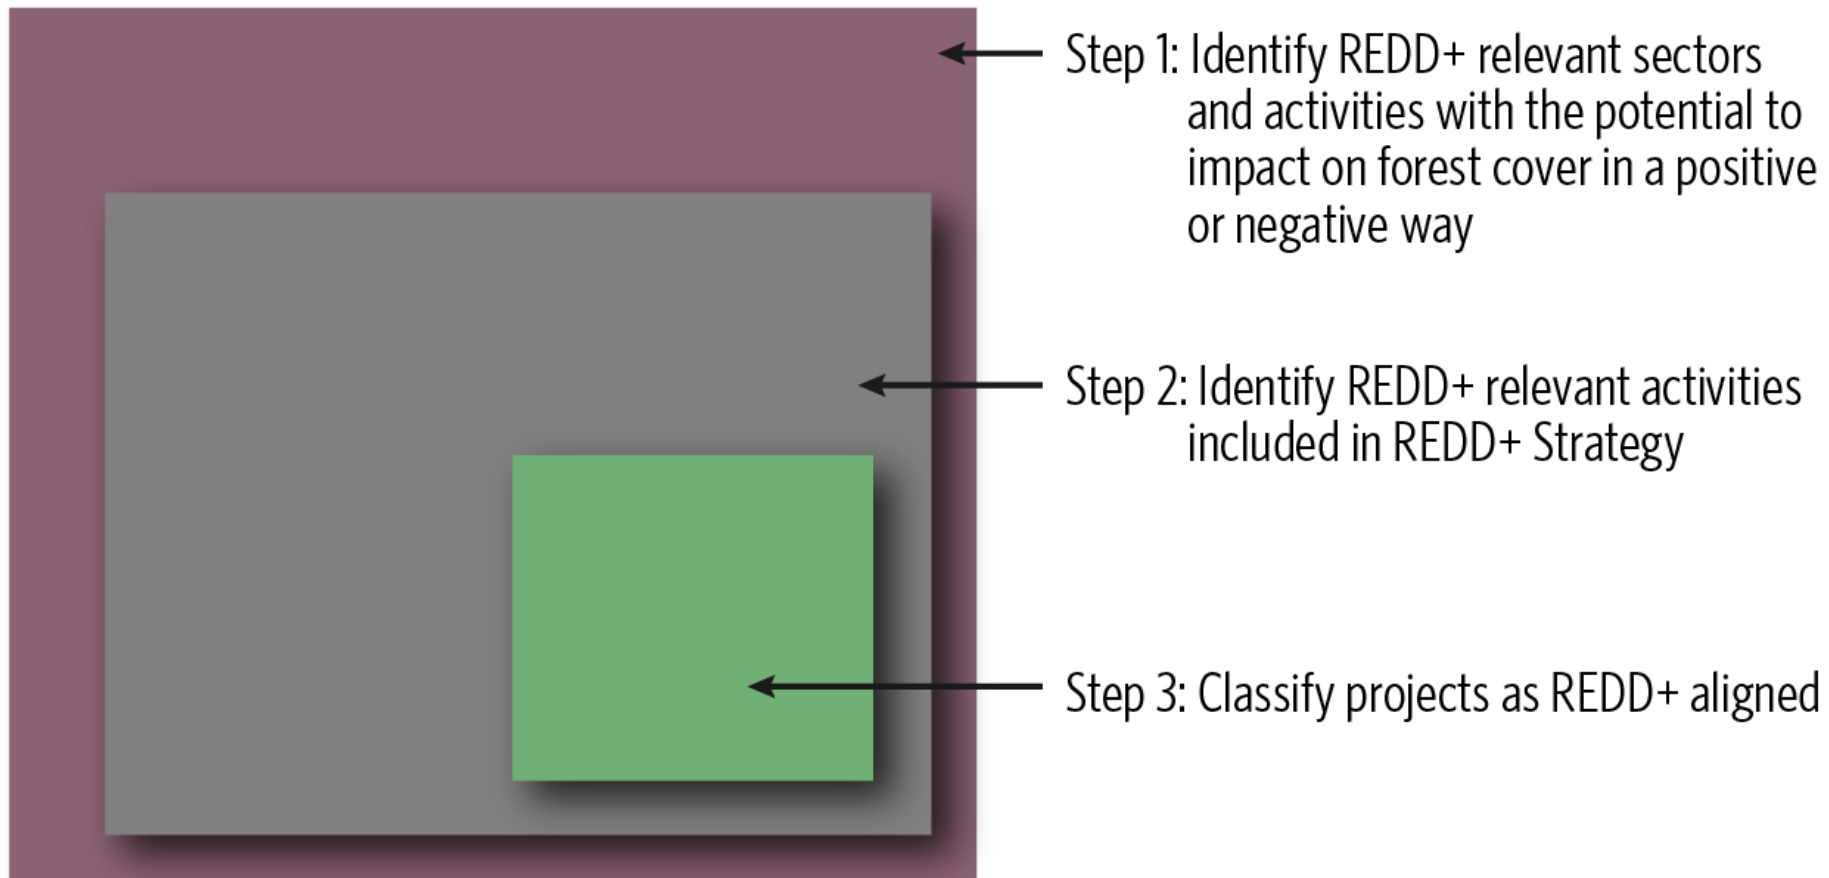 Step 1: Identify REDD+ relevant sectors
and activities with the potential to
impact on forest cover in a positive
or negative way
Step 2: Identify REDD+ relevant activities
included in REDD+ Strategy
Step 3: Classify projects as REDD+ aligned